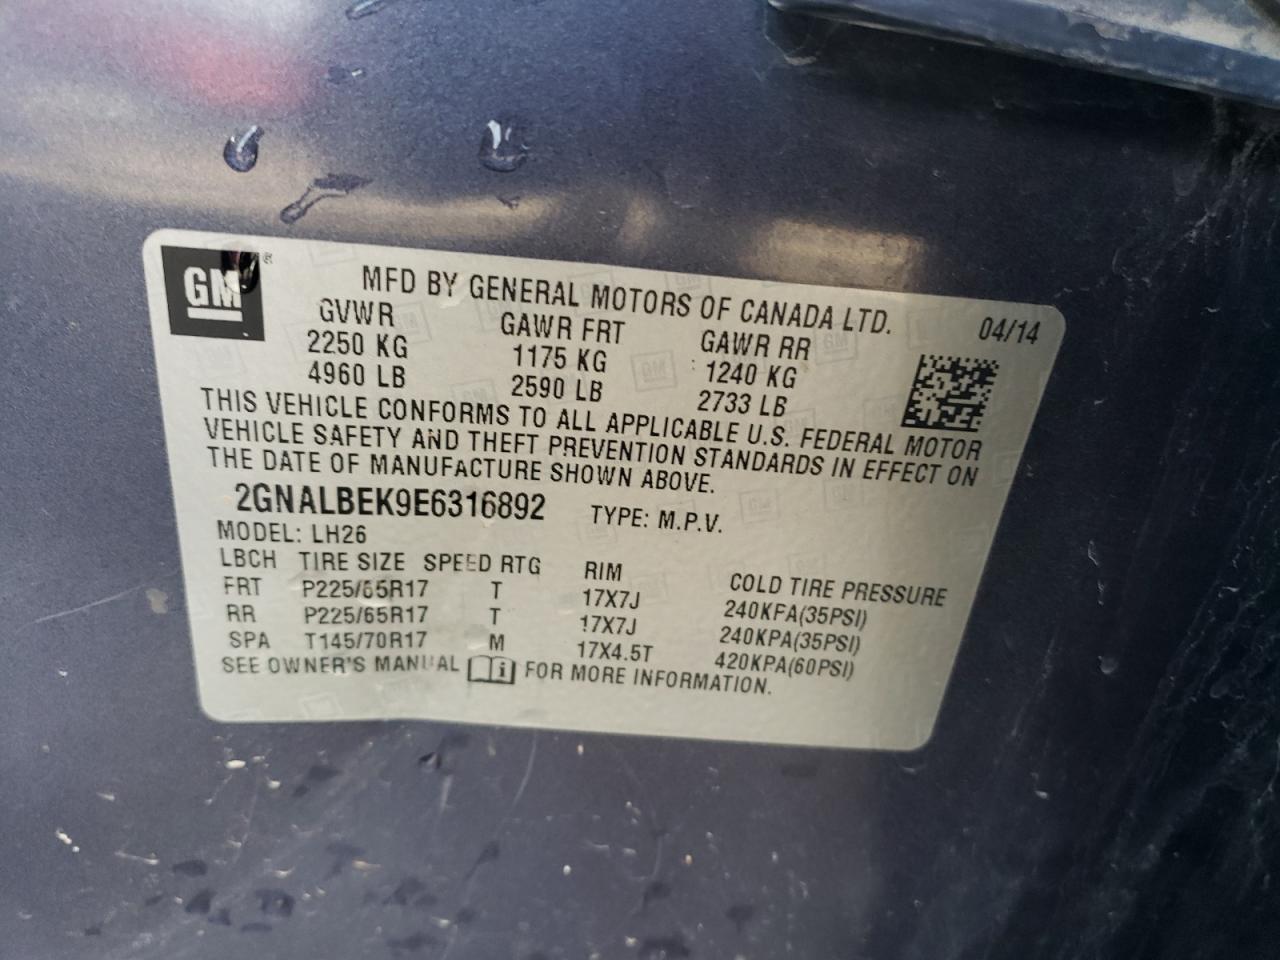 GM
MFD BY GENERAL MOTORS OF CANADA LTD.
04/14
GVWR GAWR FRT GAWR RR
2250 KG 1175 KG 1240 KG
4960 LB 2590 LB 2733 LB
THIS VEHICLE CONFORMS TO ALL APPLICABLE U.S. FEDERAL MOTOR
VEHICLE SAFETY AND THEFT PREVENTION STANDARDS IN EFFECT ON
THE DATE OF MANUFACTURE SHOWN ABOVE.
2GNALBEK9E6316892 TYPE: M.P.V.
MODEL: LH26
LBCH TIRE SIZE SPEED RTG RIM COLD TIRE PRESSURE
FRT P225/65R17 T 17X7J 240KPA(35PSI)
RR P225/65R17 T 17X7J 240KPA(35PSI)
SPA T145/70R17 M 17X4.5T 420KPA(60PSI)
SEE OWNER'S MANUAL i FOR MORE INFORMATION.